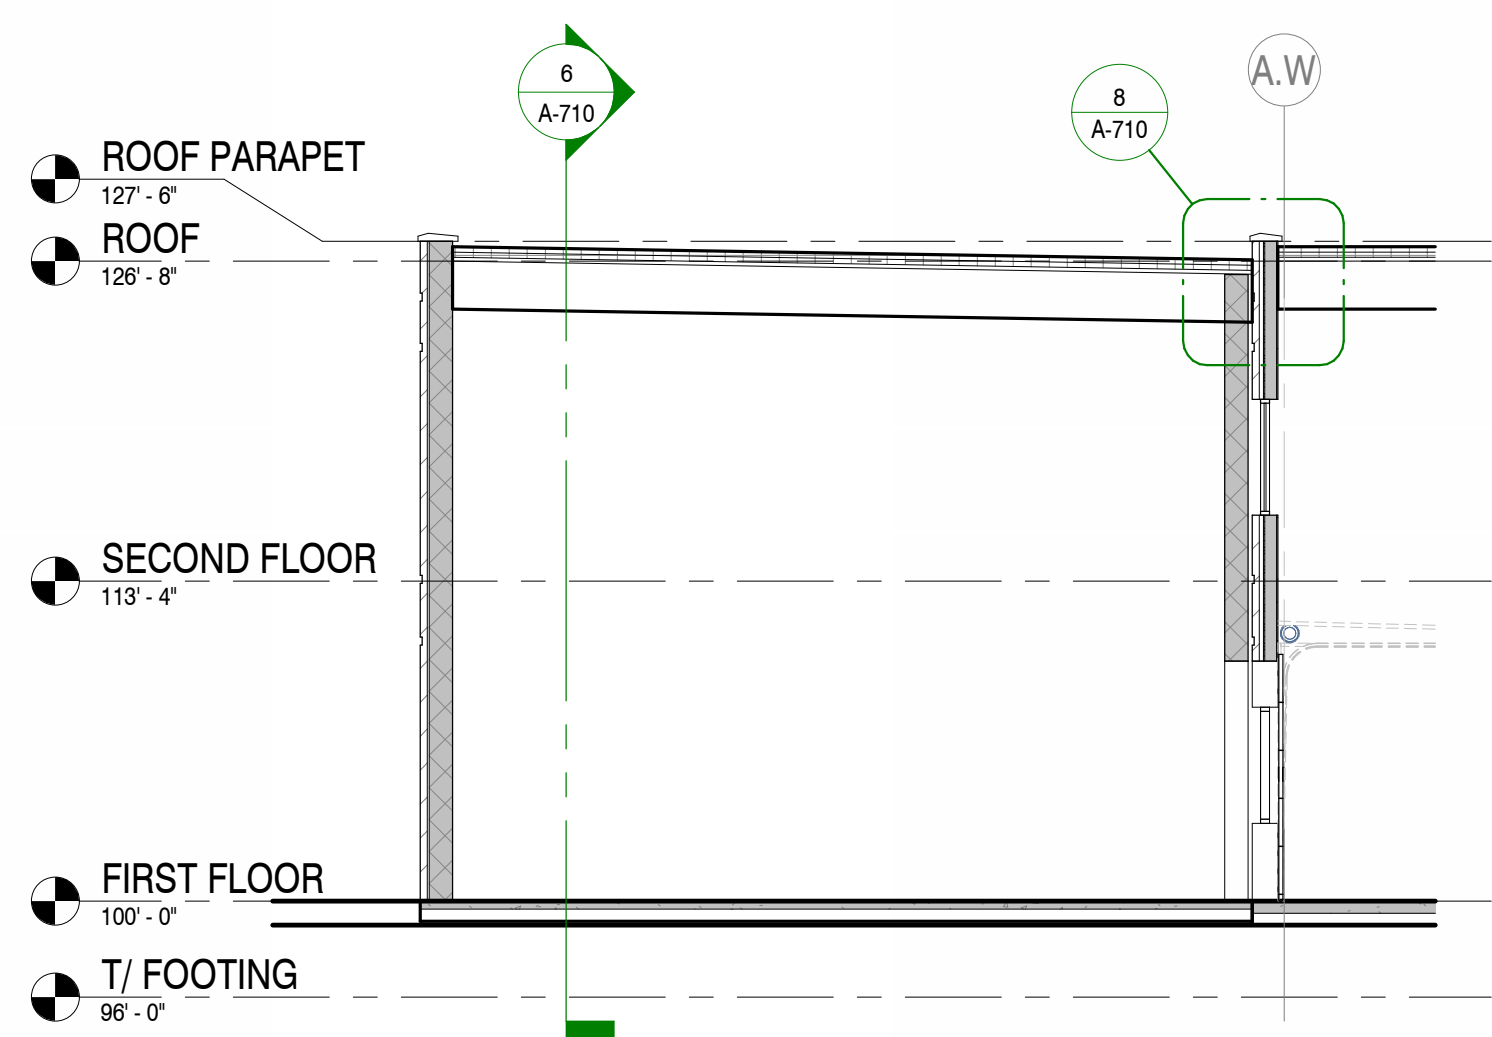 6
A-710
8
A-710
A.W
ROOF PARAPET
127' - 6"
ROOF
126' - 8"
SECOND FLOOR
113' - 4"
FIRST FLOOR
100' - 0"
T/ FOOTING
96' - 0"